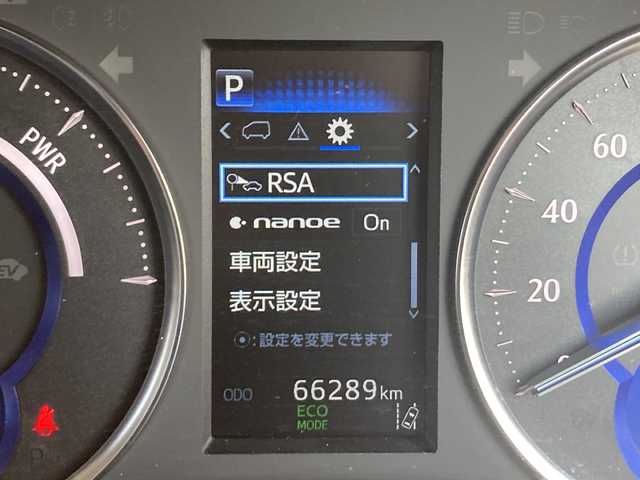 P
RSA
nanoe On
車両設定
表示設定
⦿:設定を変更できます
ODO 66289km
ECO
MODE
PWR
EV
60
40
20
P